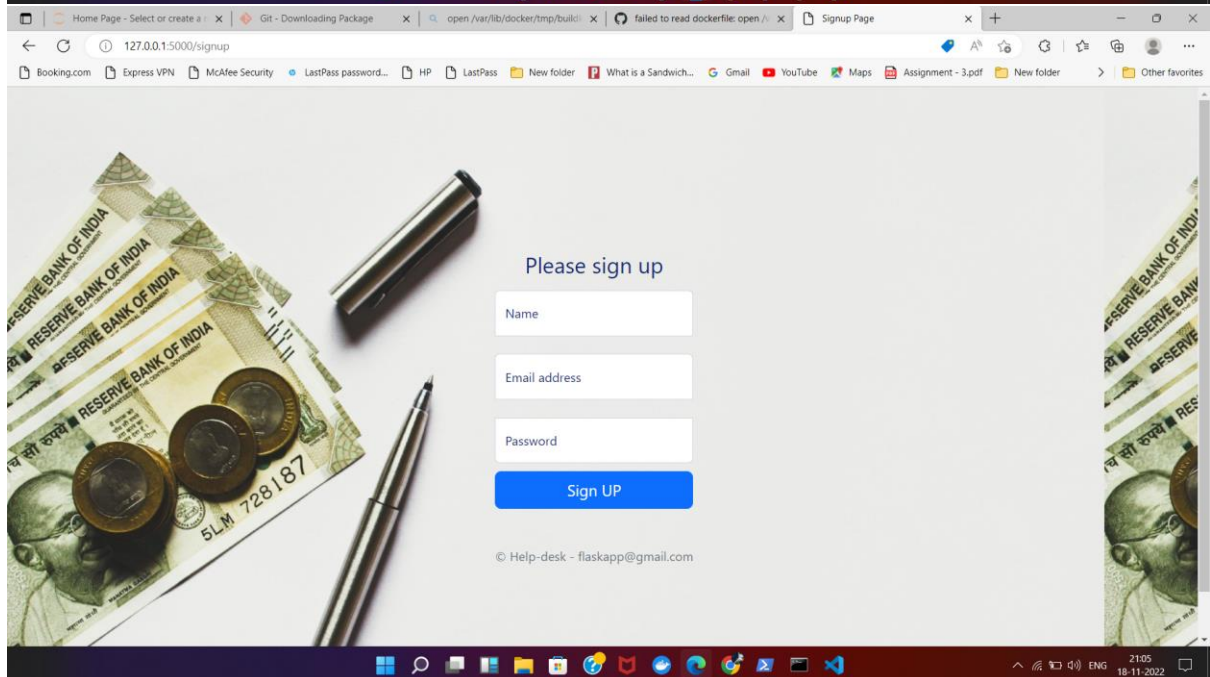 Home Page - Select or create a n
Git - Downloading Package
open /var/lib/docker/tmp/buildk
failed to read dockerfile: open /v
Signup Page
127.0.0.1:5000/signup
Booking.com
Express VPN
McAfee Security
LastPass password...
HP
LastPass
New folder
What is a Sandwich...
Gmail
YouTube
Maps
Assignment - 3.pdf
New folder
Other favorites
RESERVE BANK OF INDIA
RESERVE BANK OF INDIA
RESERVE BANK OF INDIA
RESERVE BANK OF INDIA
5LM 728187
Please sign up
Name
Email address
Password
Sign UP
© Help-desk - flaskapp@gmail.com
ENG
21:05
18-11-2022